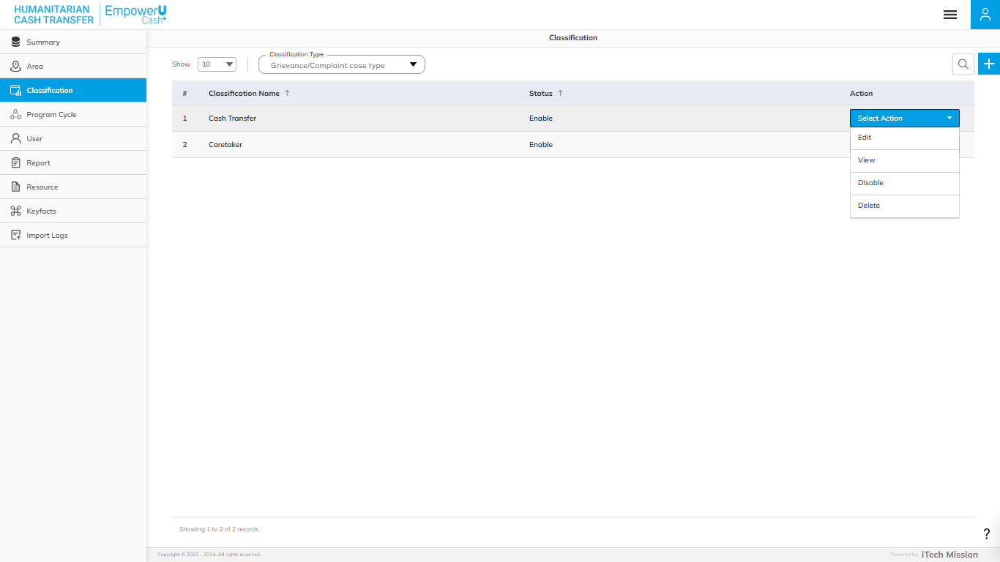 HUMANITARIAN
CASH TRANSFER
EmpowerU
Cash+
Summary
Area
Classification
Program Cycle
User
Report
Resource
Keyfacts
Import Logs
Classification
Show 10
Classification Type
Grievance/Complaint case type
# Classification Name Status Action
1 Cash Transfer Enable Select Action
2 Caretaker Enable
Edit
View
Disable
Delete
Showing 1 to 2 of 2 records
?
Copyright © 2022 - 2024. All rights reserved.
Powered by iTech Mission